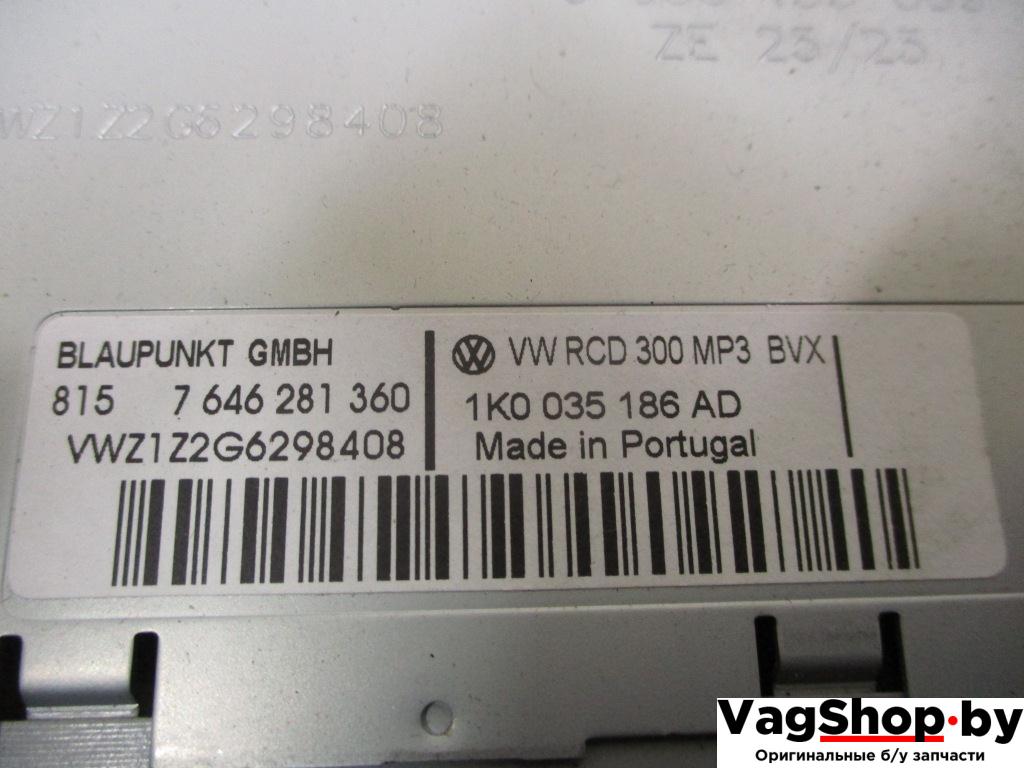 ZE 23/23
WZ1Z2G6298408
BLAUPUNKT GMBH
815 7 646 281 360
VWZ1Z2G6298408
VW RCD 300 MP3 BVX
1K0 035 186 AD
Made in Portugal
VagShop.by
Оригинальные б/у запчасти